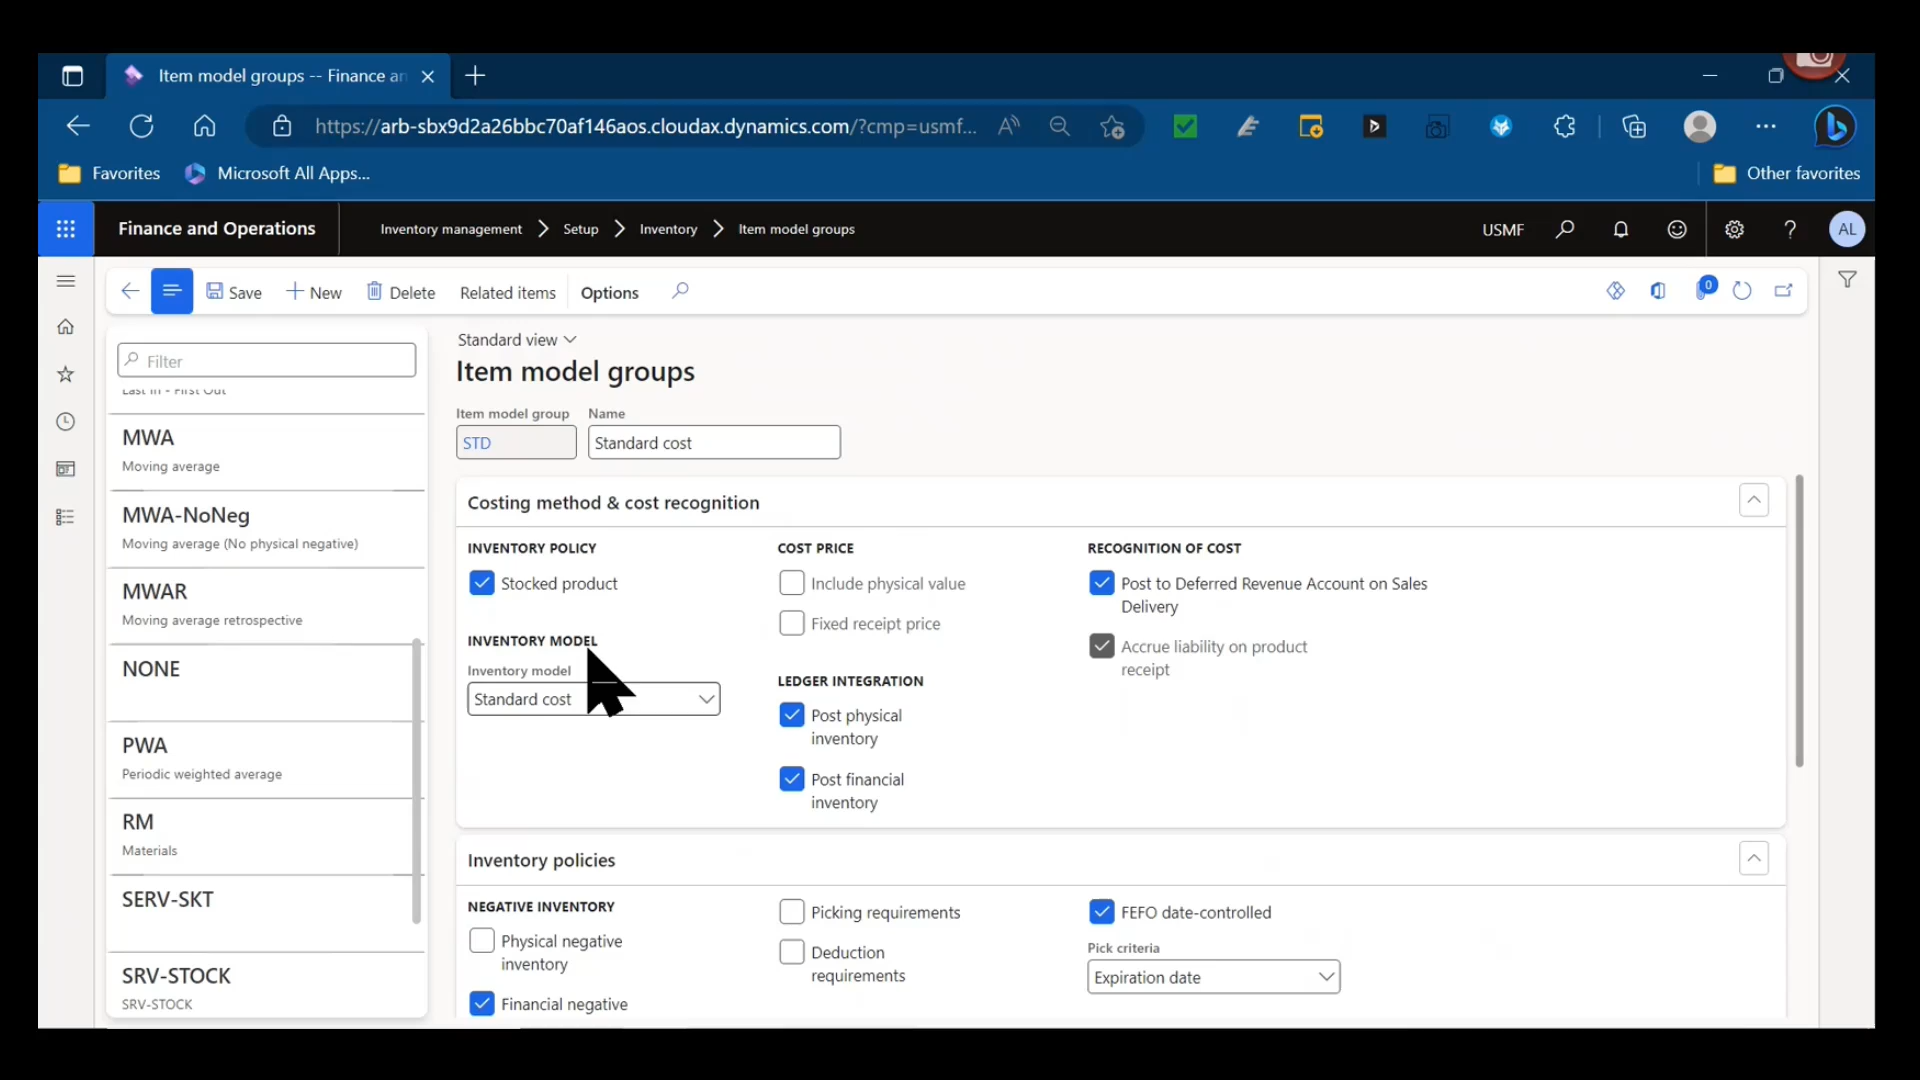 Item model groups -- Finance an
https://arb-sbx9d2a26bbc70af146aos.cloudax.dynamics.com/?cmp=usmf...
Favorites
Microsoft All Apps...
Other favorites
Finance and Operations
Inventory management
Setup
Inventory
Item model groups
USMF
AL
Save
New
Delete
Related items
Options
0
Filter
Last In - First Out
MWA
Moving average
MWA-NoNeg
Moving average (No physical negative)
MWAR
Moving average retrospective
NONE
PWA
Periodic weighted average
RM
Materials
SERV-SKT
SRV-STOCK
SRV-STOCK
Standard view
Item model groups
Item model group
Name
STD
Standard cost
Costing method & cost recognition
INVENTORY POLICY
Stocked product
INVENTORY MODEL
Inventory model
Standard cost
COST PRICE
Include physical value
Fixed receipt price
LEDGER INTEGRATION
Post physical
inventory
Post financial
inventory
RECOGNITION OF COST
Post to Deferred Revenue Account on Sales
Delivery
Accrue liability on product
receipt
Inventory policies
NEGATIVE INVENTORY
Physical negative
inventory
Financial negative
Picking requirements
Deduction
requirements
FEFO date-controlled
Pick criteria
Expiration date